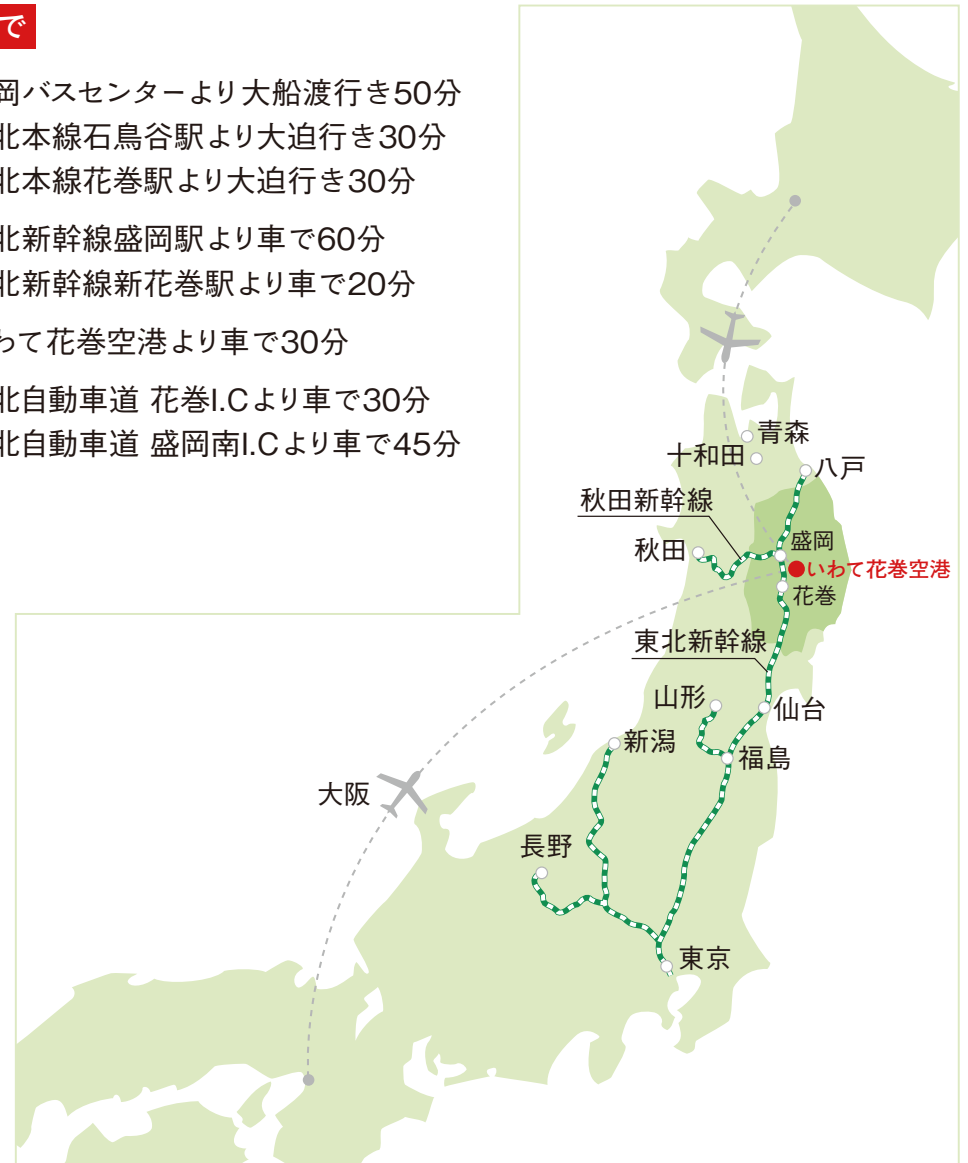 で
岡バスセンターより大船渡行き50分
北本線石鳥谷駅より大迫行き30分
北本線花巻駅より大迫行き30分
北新幹線盛岡駅より車で60分
北新幹線新花巻駅より車で20分
わて花巻空港より車で30分
北自動車道 花巻I.Cより車で30分
北自動車道 盛岡南I.Cより車で45分
青森
十和田
八戸
秋田新幹線
秋田
盛岡
いわて花巻空港
花巻
東北新幹線
山形
仙台
新潟
福島
大阪
長野
東京